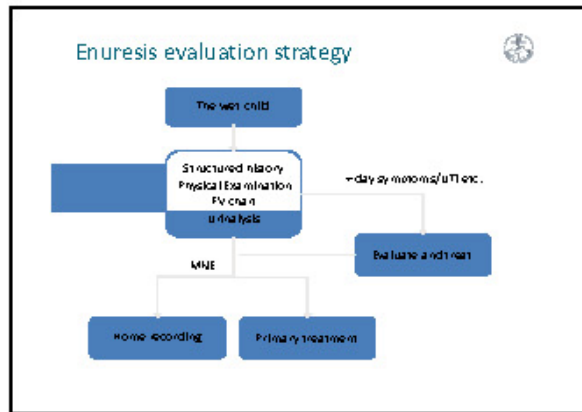 Enuresis evaluation strategy
The wet child
Structured history
Physical Examination
FV chart
Urinalysis
+day symptoms/UTI etc.
Evaluate and treat
MNE
Home recording
Primary treatment